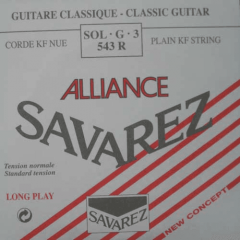 GUITARE CLASSIQUE - CLASSIC GUITAR
CORDE KF NUE
SOL · G · 3
543 R
PLAIN KF STRING
ALLIANCE
SAVAREZ
Tension normale
Standard tension
LONG PLAY
SAVAREZ
NEW CONCEPT